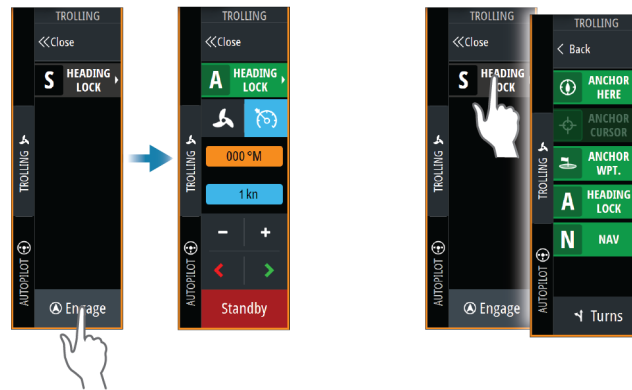 TROLLING
Close
S HEADING
LOCK
TROLLING
AUTOPILOT
Engage
TROLLING
Close
A HEADING
LOCK
000 °M
1 kn
− +
TROLLING
AUTOPILOT
Standby
TROLLING
Close
S HEADING
LOCK
TROLLING
AUTOPILOT
Engage
TROLLING
Back
ANCHOR
HERE
ANCHOR
CURSOR
ANCHOR
WPT.
A HEADING
LOCK
N NAV
TROLLING
AUTOPILOT
Turns